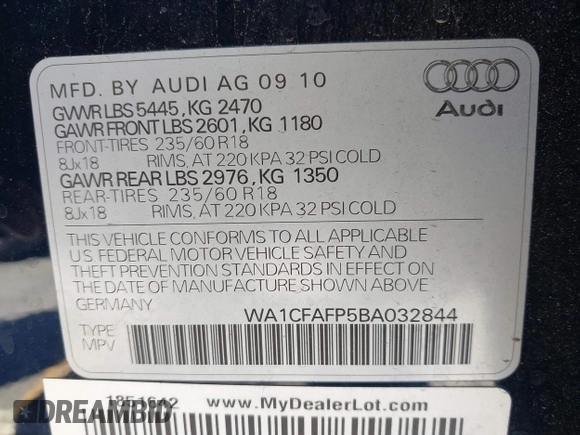 MFD. BY AUDI AG 09 10
GVWR LBS 5445, KG 2470
GAWR FRONT LBS 2601, KG 1180
FRONT-TIRES 235/60 R18
8Jx18 RIMS, AT 220 KPA 32 PSI COLD
GAWR REAR LBS 2976, KG 1350
REAR-TIRES 235/60 R18
8Jx18 RIMS, AT 220 KPA 32 PSI COLD
Audi
THIS VEHICLE CONFORMS TO ALL APPLICABLE
US FEDERAL MOTOR VEHICLE SAFETY AND
THEFT PREVENTION STANDARDS IN EFFECT ON
THE DATE OF MANUFACTURE SHOWN ABOVE.
GERMANY WA1CFAFP5BA032844
TYPE
MPV
www.MyDealerLot.com
DREAMBID